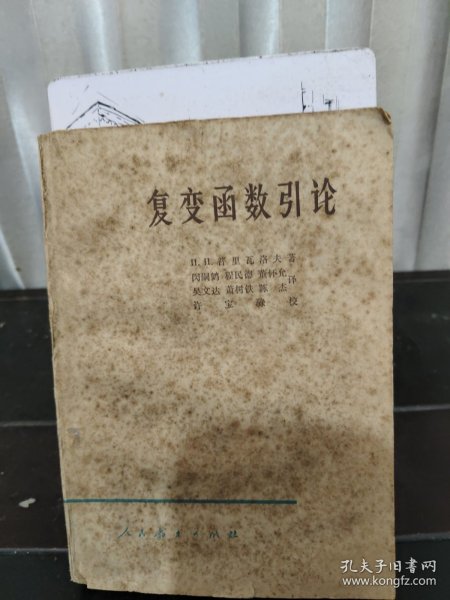 复变函数引论
И. И. 普里瓦洛夫著
闵嗣鹤 程民德 董怀允
吴文达 萧树铁 陈杰 译
许宝騄校
人民教育出版社
孔夫子旧书网
www.kongfz.com